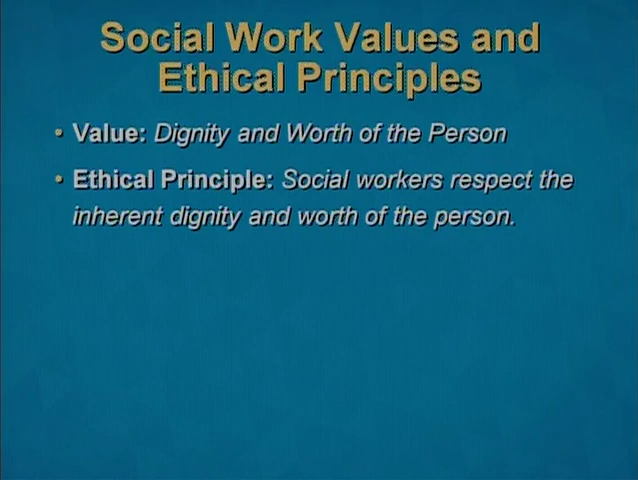 Social Work Values and
Ethical Principles
• Value: Dignity and Worth of the Person
• Ethical Principle: Social workers respect the
inherent dignity and worth of the person.